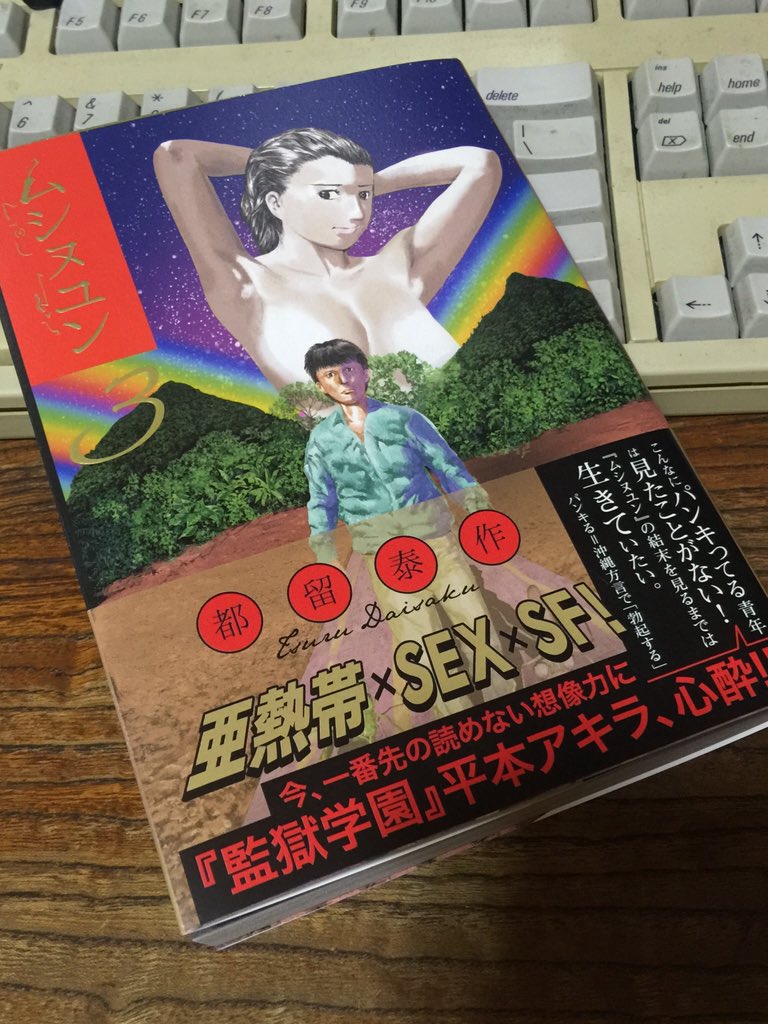 F5
F6
F7
F8
^
6
&
7
*
delete
|
\
ins
help
home
del
end
↑
←
ムシヌユン
3
都留泰作
Tsuru Daisaku
亜熱帯×SEX×SF!
こんなにパンキってる青年
は見たことがない!
『ムシヌユン』の結末を見るまでは
生きていたい。
パンキる=沖縄方言で「勃起する」
今、一番先の読めない想像力に
『監獄学園』平本アキラ、心酔!!